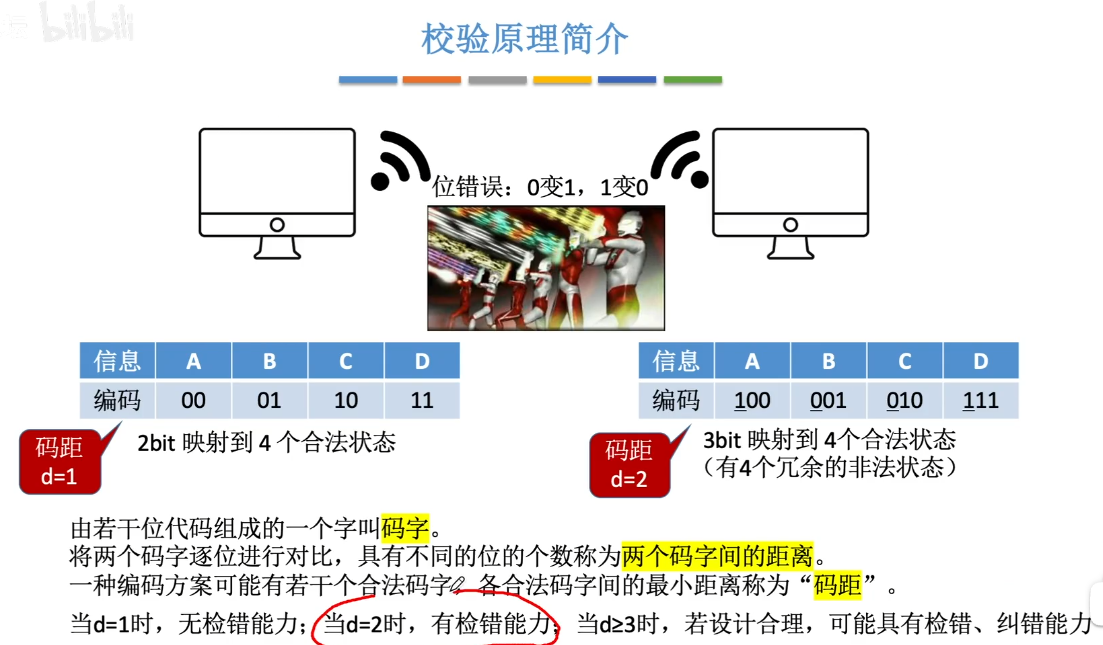 bilibili
校验原理简介
位错误：0变1，1变0
信息 A B C D
编码 00 01 10 11
码距
d=1
2bit 映射到 4 个合法状态
信息 A B C D
编码 100 001 010 111
码距
d=2
3bit 映射到 4个合法状态
（有4个冗余的非法状态）
由若干位代码组成的一个字叫码字。
将两个码字逐位进行对比，具有不同的位的个数称为两个码字间的距离。
一种编码方案可能有若干个合法码字，各合法码字间的最小距离称为“码距”。
当d=1时，无检错能力；当d=2时，有检错能力；当d≥3时，若设计合理，可能具有检错、纠错能力